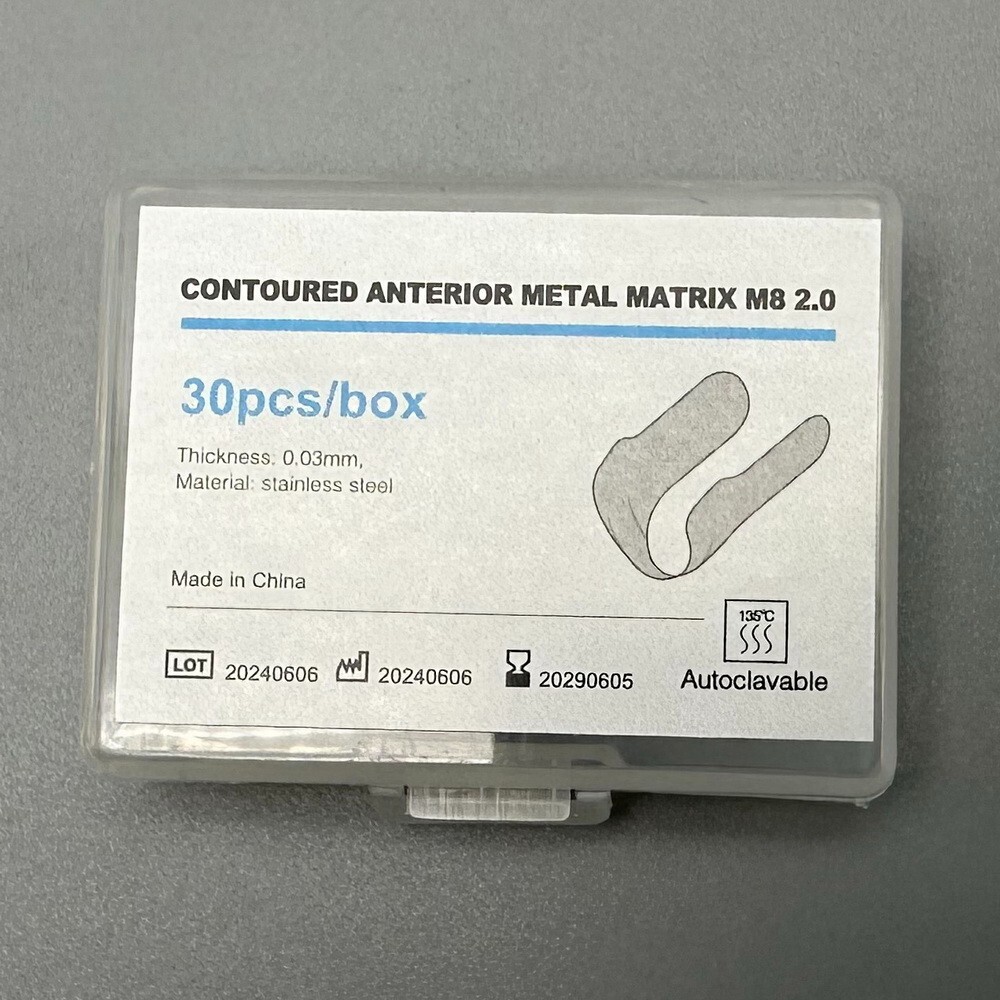 CONTOURED ANTERIOR METAL MATRIX M8 2.0
30pcs/box
Thickness: 0.03mm,
Material: stainless steel
Made in China
135℃
LOT 20240606 20240606 20290605
Autoclavable